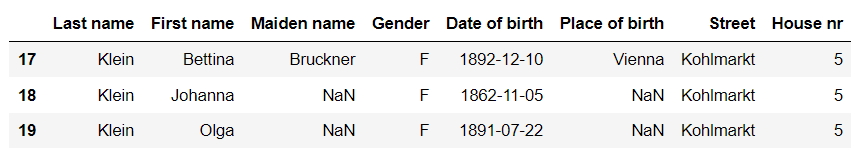 Last name First name Maiden name Gender Date of birth Place of birth Street House nr
17 Klein Bettina Bruckner F 1892-12-10 Vienna Kohlmarkt 5
18 Klein Johanna NaN F 1862-11-05 NaN Kohlmarkt 5
19 Klein Olga NaN F 1891-07-22 NaN Kohlmarkt 5